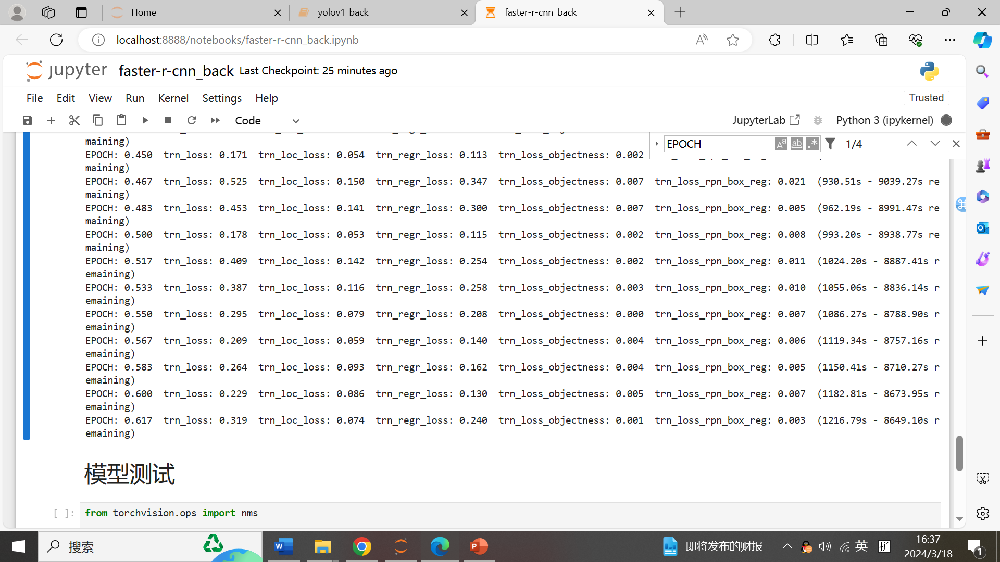 Home
yolov1_back
faster-r-cnn_back
localhost:8888/notebooks/faster-r-cnn_back.ipynb
jupyter faster-r-cnn_back Last Checkpoint: 25 minutes ago
File Edit View Run Kernel Settings Help Trusted
Code JupyterLab Python 3 (ipykernel)
EPOCH 1/4
maining)
EPOCH: 0.450 trn_loss: 0.171 trn_loc_loss: 0.054 trn_regr_loss: 0.113 trn_loss_objectness: 0.002
maining)
EPOCH: 0.467 trn_loss: 0.525 trn_loc_loss: 0.150 trn_regr_loss: 0.347 trn_loss_objectness: 0.007 trn_loss_rpn_box_reg: 0.021 (930.51s - 9039.27s re
maining)
EPOCH: 0.483 trn_loss: 0.453 trn_loc_loss: 0.141 trn_regr_loss: 0.300 trn_loss_objectness: 0.007 trn_loss_rpn_box_reg: 0.005 (962.19s - 8991.47s re
maining)
EPOCH: 0.500 trn_loss: 0.178 trn_loc_loss: 0.053 trn_regr_loss: 0.115 trn_loss_objectness: 0.002 trn_loss_rpn_box_reg: 0.008 (993.20s - 8938.77s re
maining)
EPOCH: 0.517 trn_loss: 0.409 trn_loc_loss: 0.142 trn_regr_loss: 0.254 trn_loss_objectness: 0.002 trn_loss_rpn_box_reg: 0.011 (1024.20s - 8887.41s r
emaining)
EPOCH: 0.533 trn_loss: 0.387 trn_loc_loss: 0.116 trn_regr_loss: 0.258 trn_loss_objectness: 0.003 trn_loss_rpn_box_reg: 0.010 (1055.06s - 8836.14s r
emaining)
EPOCH: 0.550 trn_loss: 0.295 trn_loc_loss: 0.079 trn_regr_loss: 0.208 trn_loss_objectness: 0.000 trn_loss_rpn_box_reg: 0.007 (1086.27s - 8788.90s r
emaining)
EPOCH: 0.567 trn_loss: 0.209 trn_loc_loss: 0.059 trn_regr_loss: 0.140 trn_loss_objectness: 0.004 trn_loss_rpn_box_reg: 0.006 (1119.34s - 8757.16s r
emaining)
EPOCH: 0.583 trn_loss: 0.264 trn_loc_loss: 0.093 trn_regr_loss: 0.162 trn_loss_objectness: 0.004 trn_loss_rpn_box_reg: 0.005 (1150.41s - 8710.27s r
emaining)
EPOCH: 0.600 trn_loss: 0.229 trn_loc_loss: 0.086 trn_regr_loss: 0.130 trn_loss_objectness: 0.005 trn_loss_rpn_box_reg: 0.007 (1182.81s - 8673.95s r
emaining)
EPOCH: 0.617 trn_loss: 0.319 trn_loc_loss: 0.074 trn_regr_loss: 0.240 trn_loss_objectness: 0.001 trn_loss_rpn_box_reg: 0.003 (1216.79s - 8649.10s r
emaining)
模型测试
[ ]: from torchvision.ops import nms
搜索
即将发布的财报
英
拼
16:37
2024/3/18
1